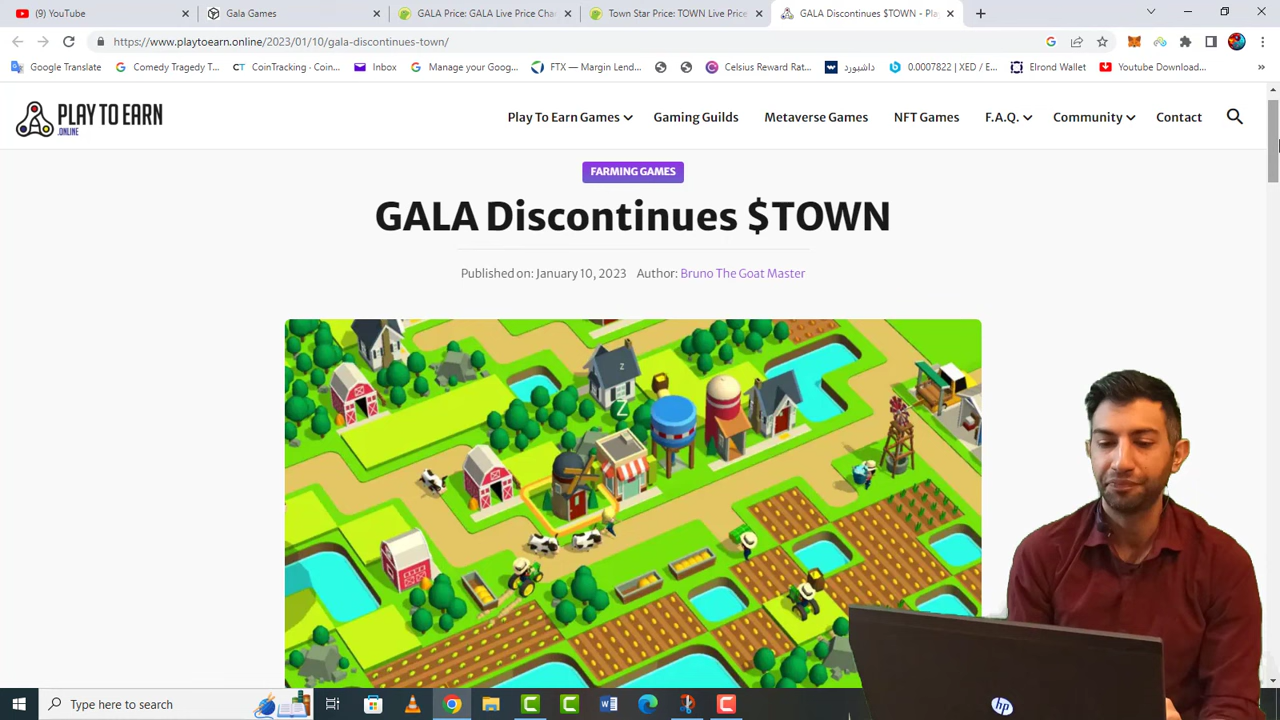 (9) YouTube
Gala Games
GALA Price: GALA Live Price Cha
Town Star Price: TOWN Live Price
GALA Discontinues $TOWN - Play
https://www.playtoearn.online/2023/01/10/gala-discontinues-town/
Google Translate
Comedy Tragedy T...
CT CoinTracking - Coin...
Inbox
Manage your Goog...
FTX — Margin Lend...
Celsius Reward Rat...
داشبورد
0.0007822 | XED / E...
Elrond Wallet
Youtube Download...
PLAY TO EARN
.ONLINE
Play To Earn Games
Gaming Guilds
Metaverse Games
NFT Games
F.A.Q.
Community
Contact
FARMING GAMES
GALA Discontinues $TOWN
Published on: January 10, 2023 Author: Bruno The Goat Master
z
Z
Type here to search
hp